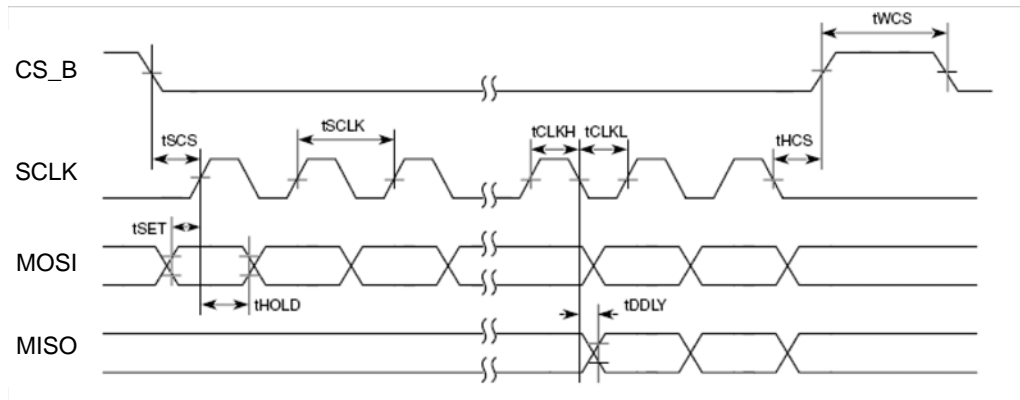 tWCS
CS_B
tSCS
tSCLK
tCLKH
tCLKL
tHCS
SCLK
tSET
MOSI
tHOLD
tDDLY
MISO